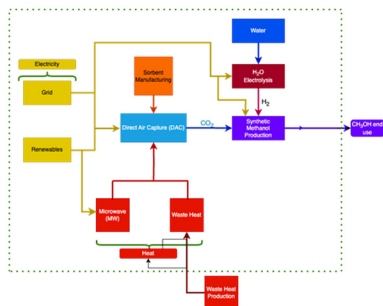 Water
Electricity
Grid
Sorbent
Manufacturing
H₂O
Electrolysis
H₂
Direct Air Capture (DAC)
CO₂
Synthetic
Methanol
Production
CH₃OH end
use
Renewables
Microwave
(MW)
Waste Heat
Heat
Waste Heat
Production